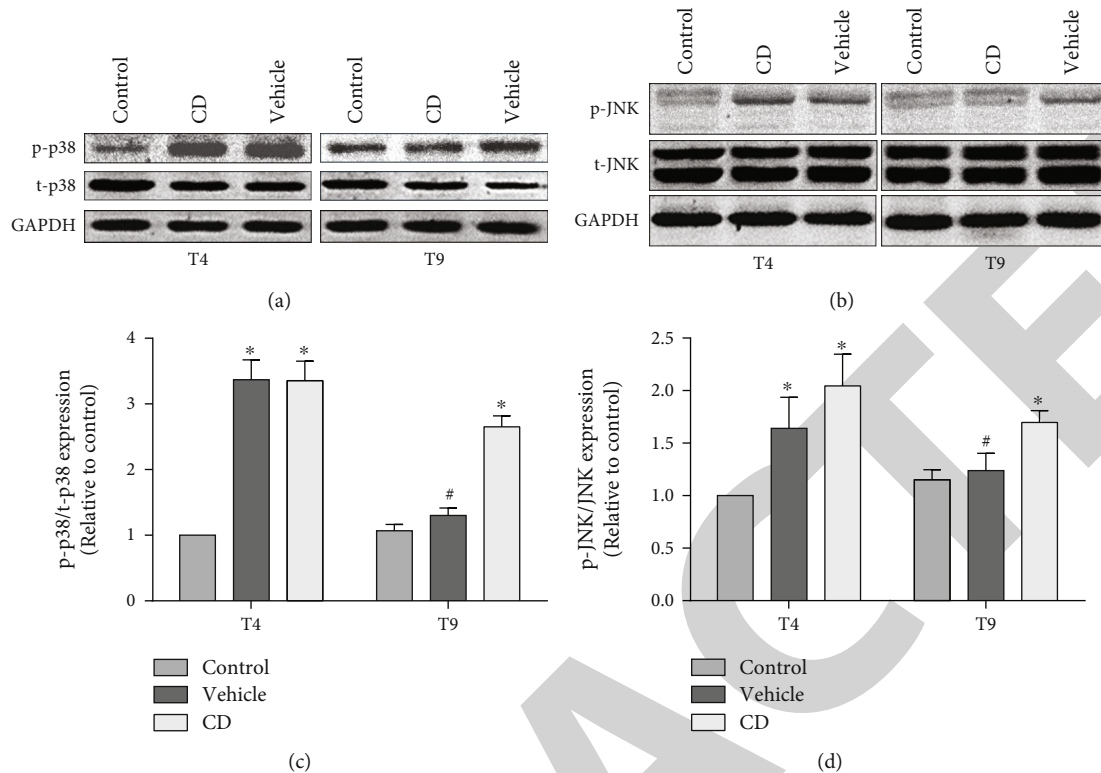 Control
CD
Vehicle
Control
CD
Vehicle
p-p38
t-p38
GAPDH
T4
T9
(a)
Control
CD
Vehicle
Control
CD
Vehicle
p-JNK
t-JNK
GAPDH
T4
T9
(b)
p-p38/t-p38 expression
(Relative to control)
4
3
2
1
0
*
*
#
*
T4
T9
Control
Vehicle
CD
(c)
p-JNK/JNK expression
(Relative to control)
2.5
2.0
1.5
1.0
0.5
0.0
*
*
#
*
T4
T9
Control
Vehicle
CD
(d)